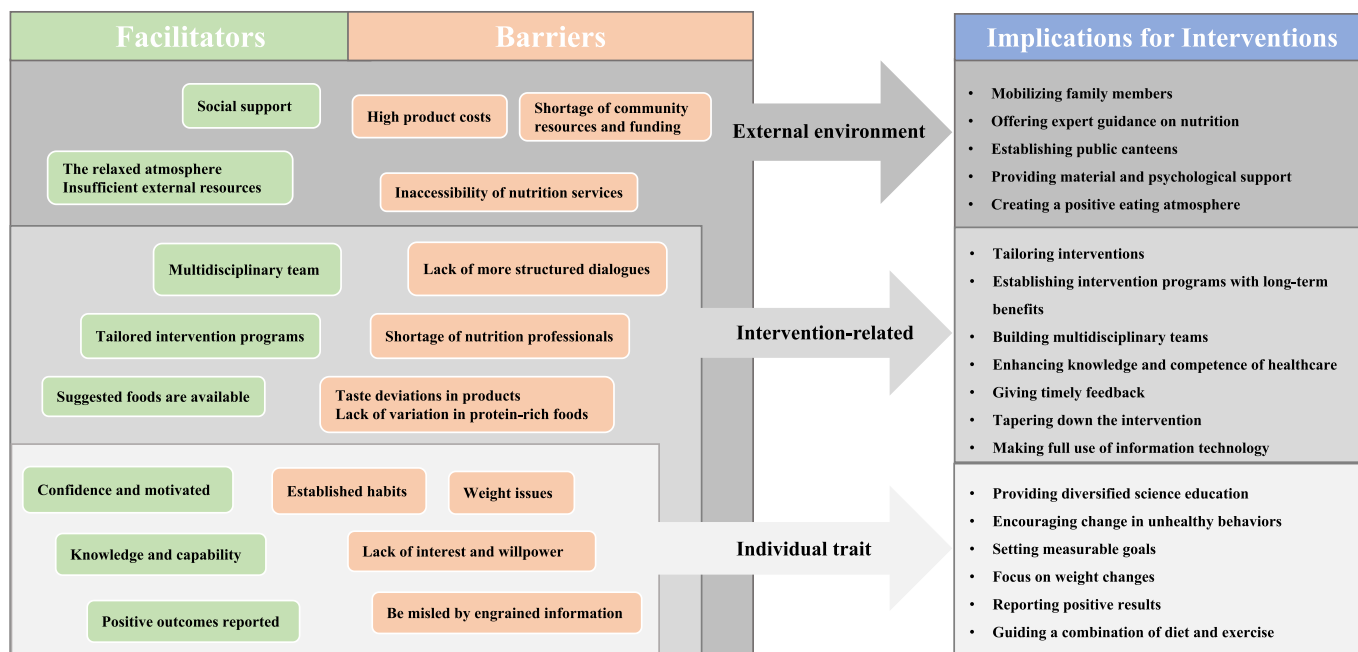 Facilitators
Barriers
Implications for Interventions
Social support
High product costs
Shortage of community
resources and funding
The relaxed atmosphere
Insufficient external resources
Inaccessibility of nutrition services
External environment
• Mobilizing family members
• Offering expert guidance on nutrition
• Establishing public canteens
• Providing material and psychological support
• Creating a positive eating atmosphere
Multidisciplinary team
Lack of more structured dialogues
Tailored intervention programs
Shortage of nutrition professionals
Suggested foods are available
Taste deviations in products
Lack of variation in protein-rich foods
Intervention-related
• Tailoring interventions
• Establishing intervention programs with long-term
benefits
• Building multidisciplinary teams
• Enhancing knowledge and competence of healthcare
• Giving timely feedback
• Tapering down the intervention
• Making full use of information technology
Confidence and motivated
Established habits
Weight issues
Knowledge and capability
Lack of interest and willpower
Positive outcomes reported
Be misled by engrained information
Individual trait
• Providing diversified science education
• Encouraging change in unhealthy behaviors
• Setting measurable goals
• Focus on weight changes
• Reporting positive results
• Guiding a combination of diet and exercise